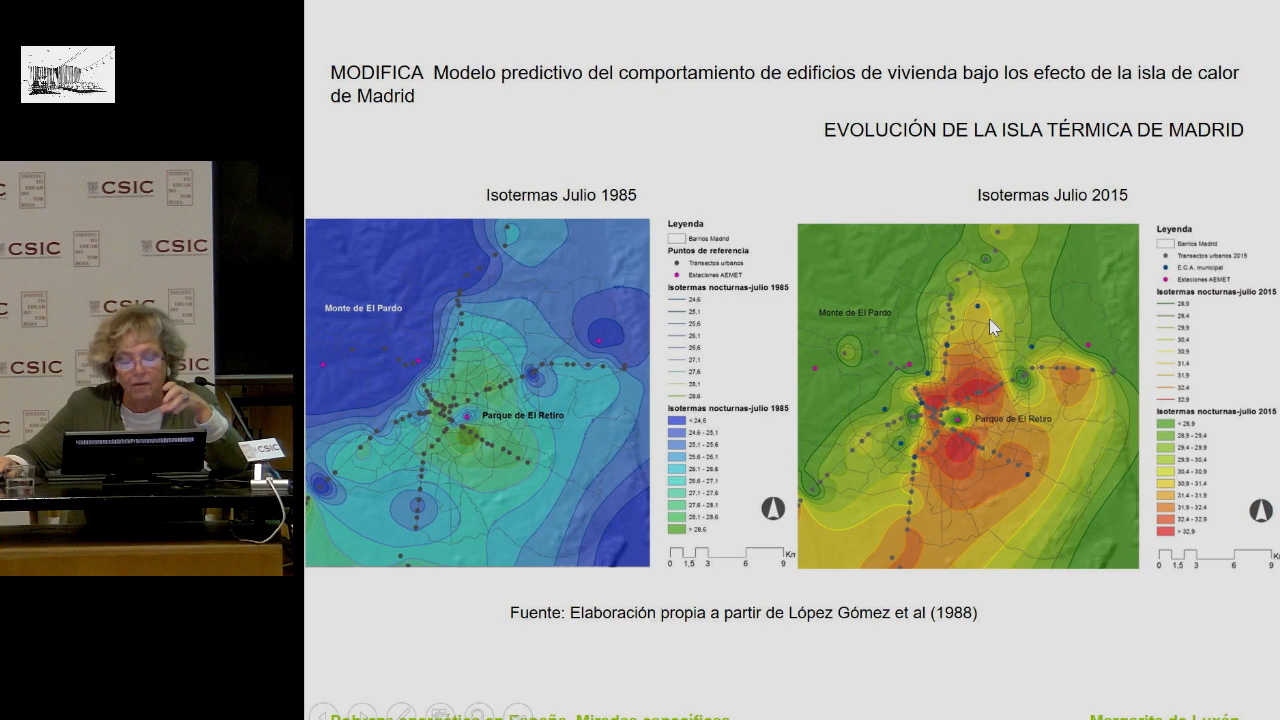 MODIFICA Modelo predictivo del comportamiento de edificios de vivienda bajo los efecto de la isla de calor
de Madrid
EVOLUCIÓN DE LA ISLA TÉRMICA DE MADRID
Isotermas Julio 1985
Isotermas Julio 2015
Monte de El Pardo
Parque de El Retiro
Leyenda
Barrios Madrid
Puntos de referencia
Transectos urbanos
Estaciones AEMET
Isotermas nocturnas-julio 1985
24,6
25,1
25,6
26,1
26,6
27,1
27,6
28,1
28,6
Isotermas nocturnas-julio 1985
< 24,6
24,6 - 25,1
25,1 - 25,6
25,6 - 26,1
26,1 - 26,6
26,6 - 27,1
27,1 - 27,6
27,6 - 28,1
28,1 - 28,6
> 28,6
Km
0 1,5 3 6 9
Monte de El Pardo
Parque de El Retiro
Leyenda
Barrios Madrid
Transectos urbanos 2015
E.C.A. municipal
Estaciones AEMET
Isotermas nocturnas-julio 2015
28,9
29,4
29,9
30,4
30,9
31,4
31,9
32,4
32,9
Isotermas nocturnas-julio 2015
< 28,9
28,9 - 29,4
29,4 - 29,9
29,9 - 30,4
30,4 - 30,9
30,9 - 31,4
31,4 - 31,9
31,9 - 32,4
32,4 - 32,9
> 32,9
0 1,5 3 6 9
Fuente: Elaboración propia a partir de López Gómez et al (1988)
Pobreza energética en España. Miradas específicas
Margarita de Luxán
CSIC
CSIC
CSIC
CSIC
CSIC
CSIC
CSIC
CSIC